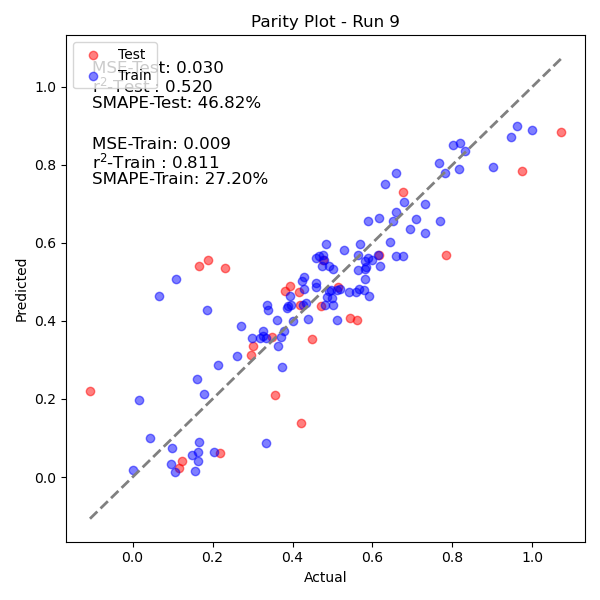 Parity Plot - Run 9
Test
Train
MSE-Test: 0.030
r²-Test : 0.520
SMAPE-Test: 46.82%
MSE-Train: 0.009
r²-Train : 0.811
SMAPE-Train: 27.20%
Predicted
1.0
0.8
0.6
0.4
0.2
0.0
0.0 0.2 0.4 0.6 0.8 1.0
Actual